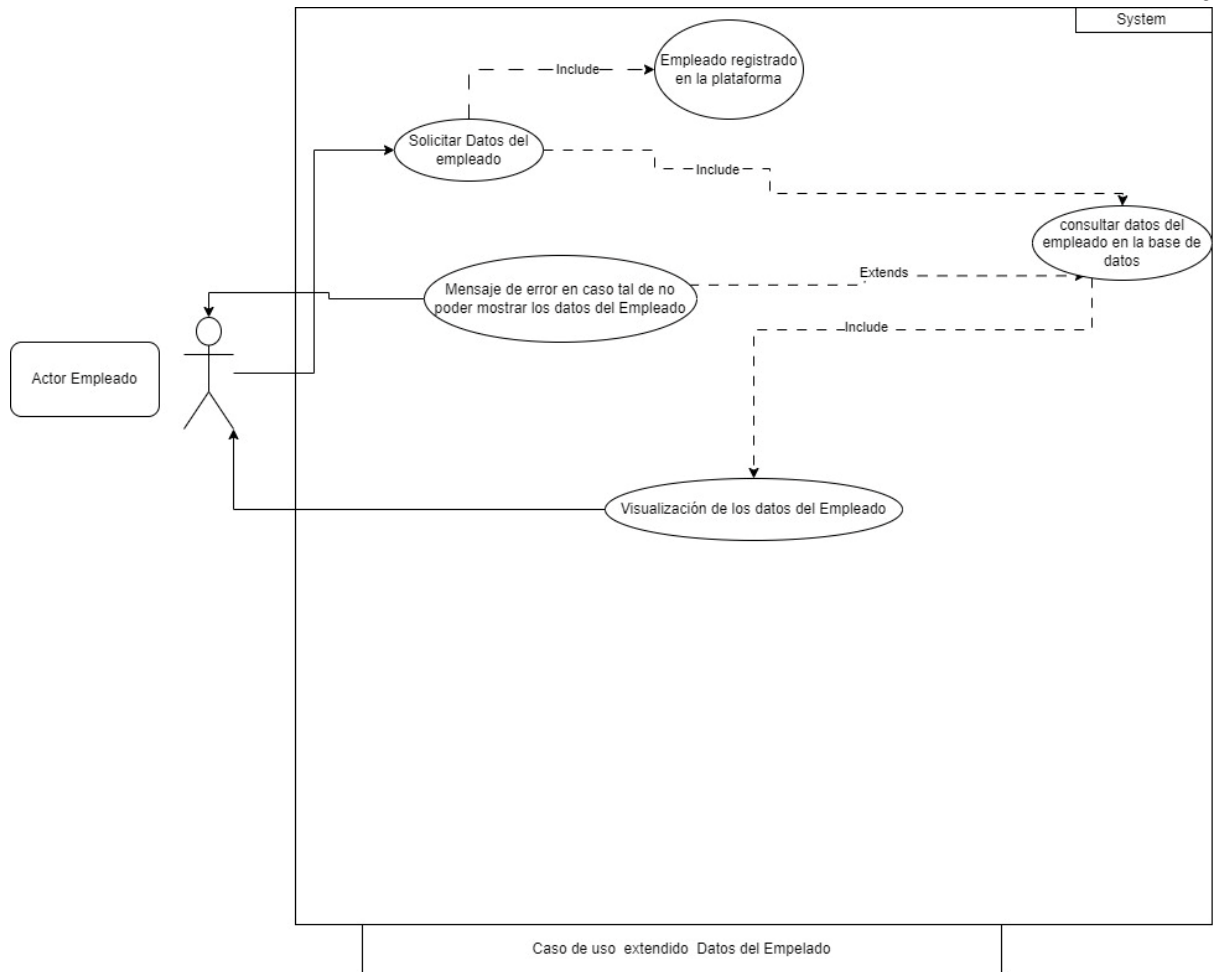 System
Empleado registrado
en la plataforma
Include
Solicitar Datos del
empleado
Include
consultar datos del
empleado en la base de
datos
Extends
Mensaje de error en caso tal de no
poder mostrar los datos del Empleado
Include
Actor Empleado
Visualización de los datos del Empleado
Caso de uso extendido Datos del Empelado